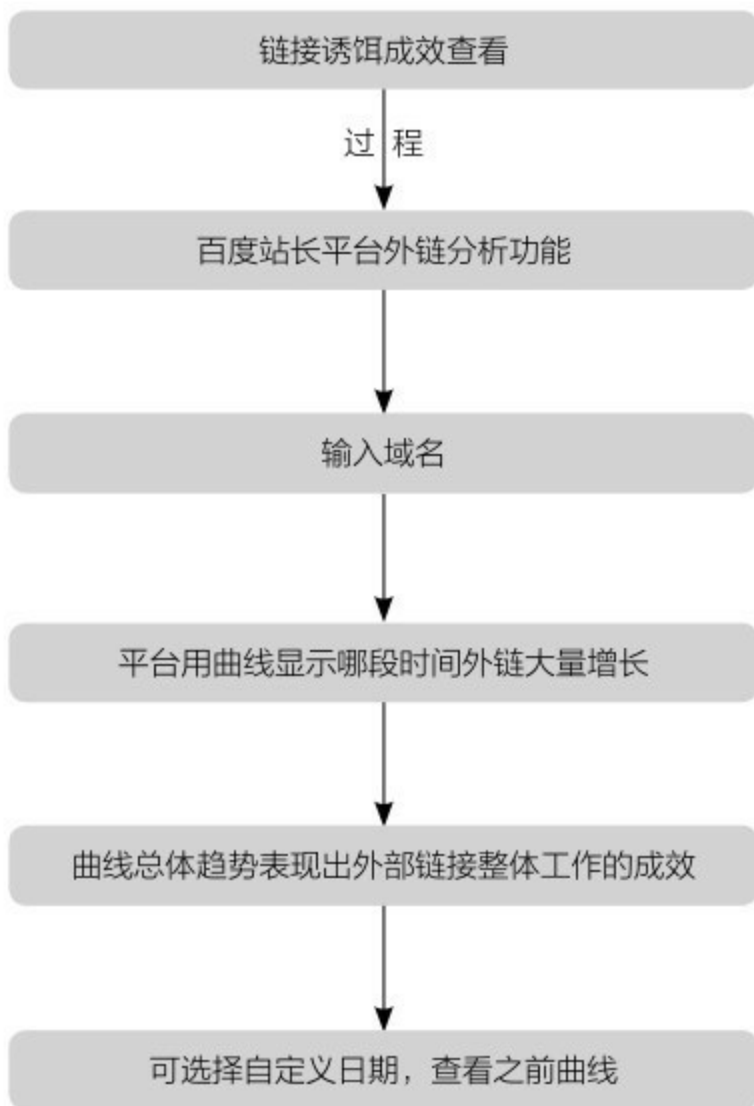 链接诱饵成效查看
过程
百度站长平台外链分析功能
输入域名
平台用曲线显示哪段时间外链大量增长
曲线总体趋势表现出外部链接整体工作的成效
可选择自定义日期，查看之前曲线